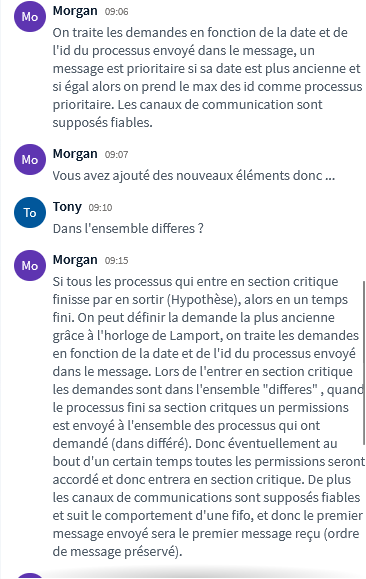 Mo
Morgan 09:06
On traite les demandes en fonction de la date et de
l'id du processus envoyé dans le message, un
message est prioritaire si sa date est plus ancienne et
si égal alors on prend le max des id comme processus
prioritaire. Les canaux de communication sont
supposés fiables.
Mo
Morgan 09:07
Vous avez ajouté des nouveaux éléments donc ...
To
Tony 09:10
Dans l'ensemble differes ?
Mo
Morgan 09:15
Si tous les processus qui entre en section critique
finisse par en sortir (Hypothèse), alors en un temps
fini. On peut définir la demande la plus ancienne
grâce à l'horloge de Lamport, on traite les demandes
en fonction de la date et de l'id du processus envoyé
dans le message. Lors de l'entrer en section critique
les demandes sont dans l'ensemble "differes" , quand
le processus fini sa section critques un permissions
est envoyé à l'ensemble des processus qui ont
demandé (dans différé). Donc éventuellement au
bout d'un certain temps toutes les permissions seront
accordé et donc entrera en section critique. De plus
les canaux de communications sont supposés fiables
et suit le comportement d'une fifo, et donc le premier
message envoyé sera le premier message reçu (ordre
de message préservé).